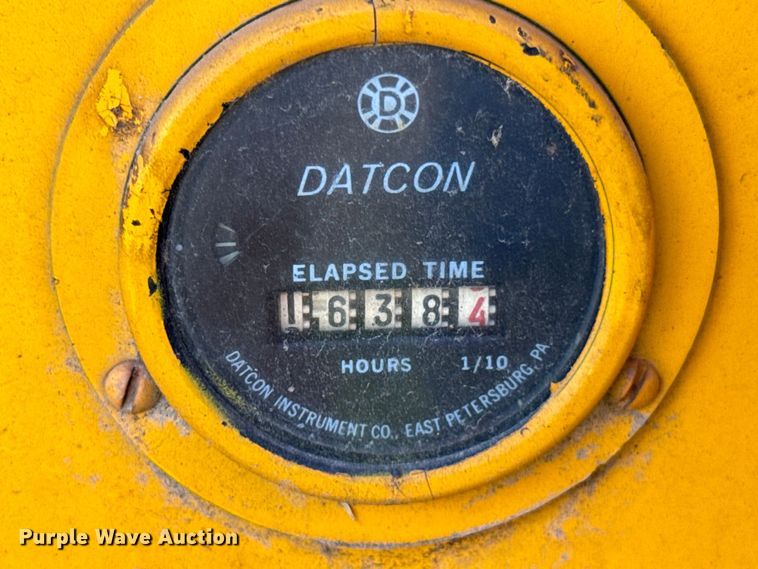 D
DATCON
ELAPSED TIME
16384
HOURS 1/10
DATCON INSTRUMENT CO., EAST PETERSBURG, PA.
Purple Wave Auction